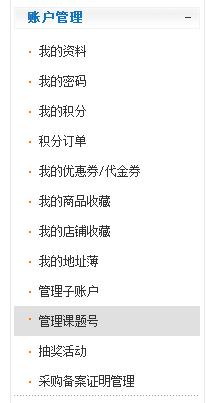 账户管理
我的资料
我的密码
我的积分
积分订单
我的优惠券/代金券
我的商品收藏
我的店铺收藏
我的地址薄
管理子账户
管理课题号
抽奖活动
采购备案证明管理